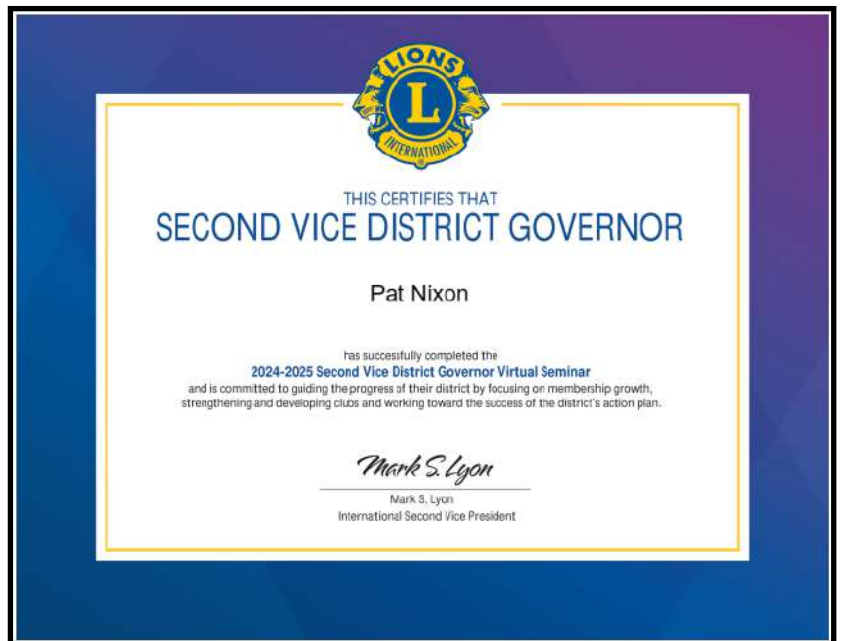 LIONS
L
INTERNATIONAL
THIS CERTIFIES THAT
SECOND VICE DISTRICT GOVERNOR
Pat Nixon
has successfully completed the
2024-2025 Second Vice District Governor Virtual Seminar
and is committed to guiding the progress of their district by focusing on membership growth,
strengthening and developing clubs and working toward the success of the district's action plan.
Mark S. Lyon
Mark S. Lyon
International Second Vice President